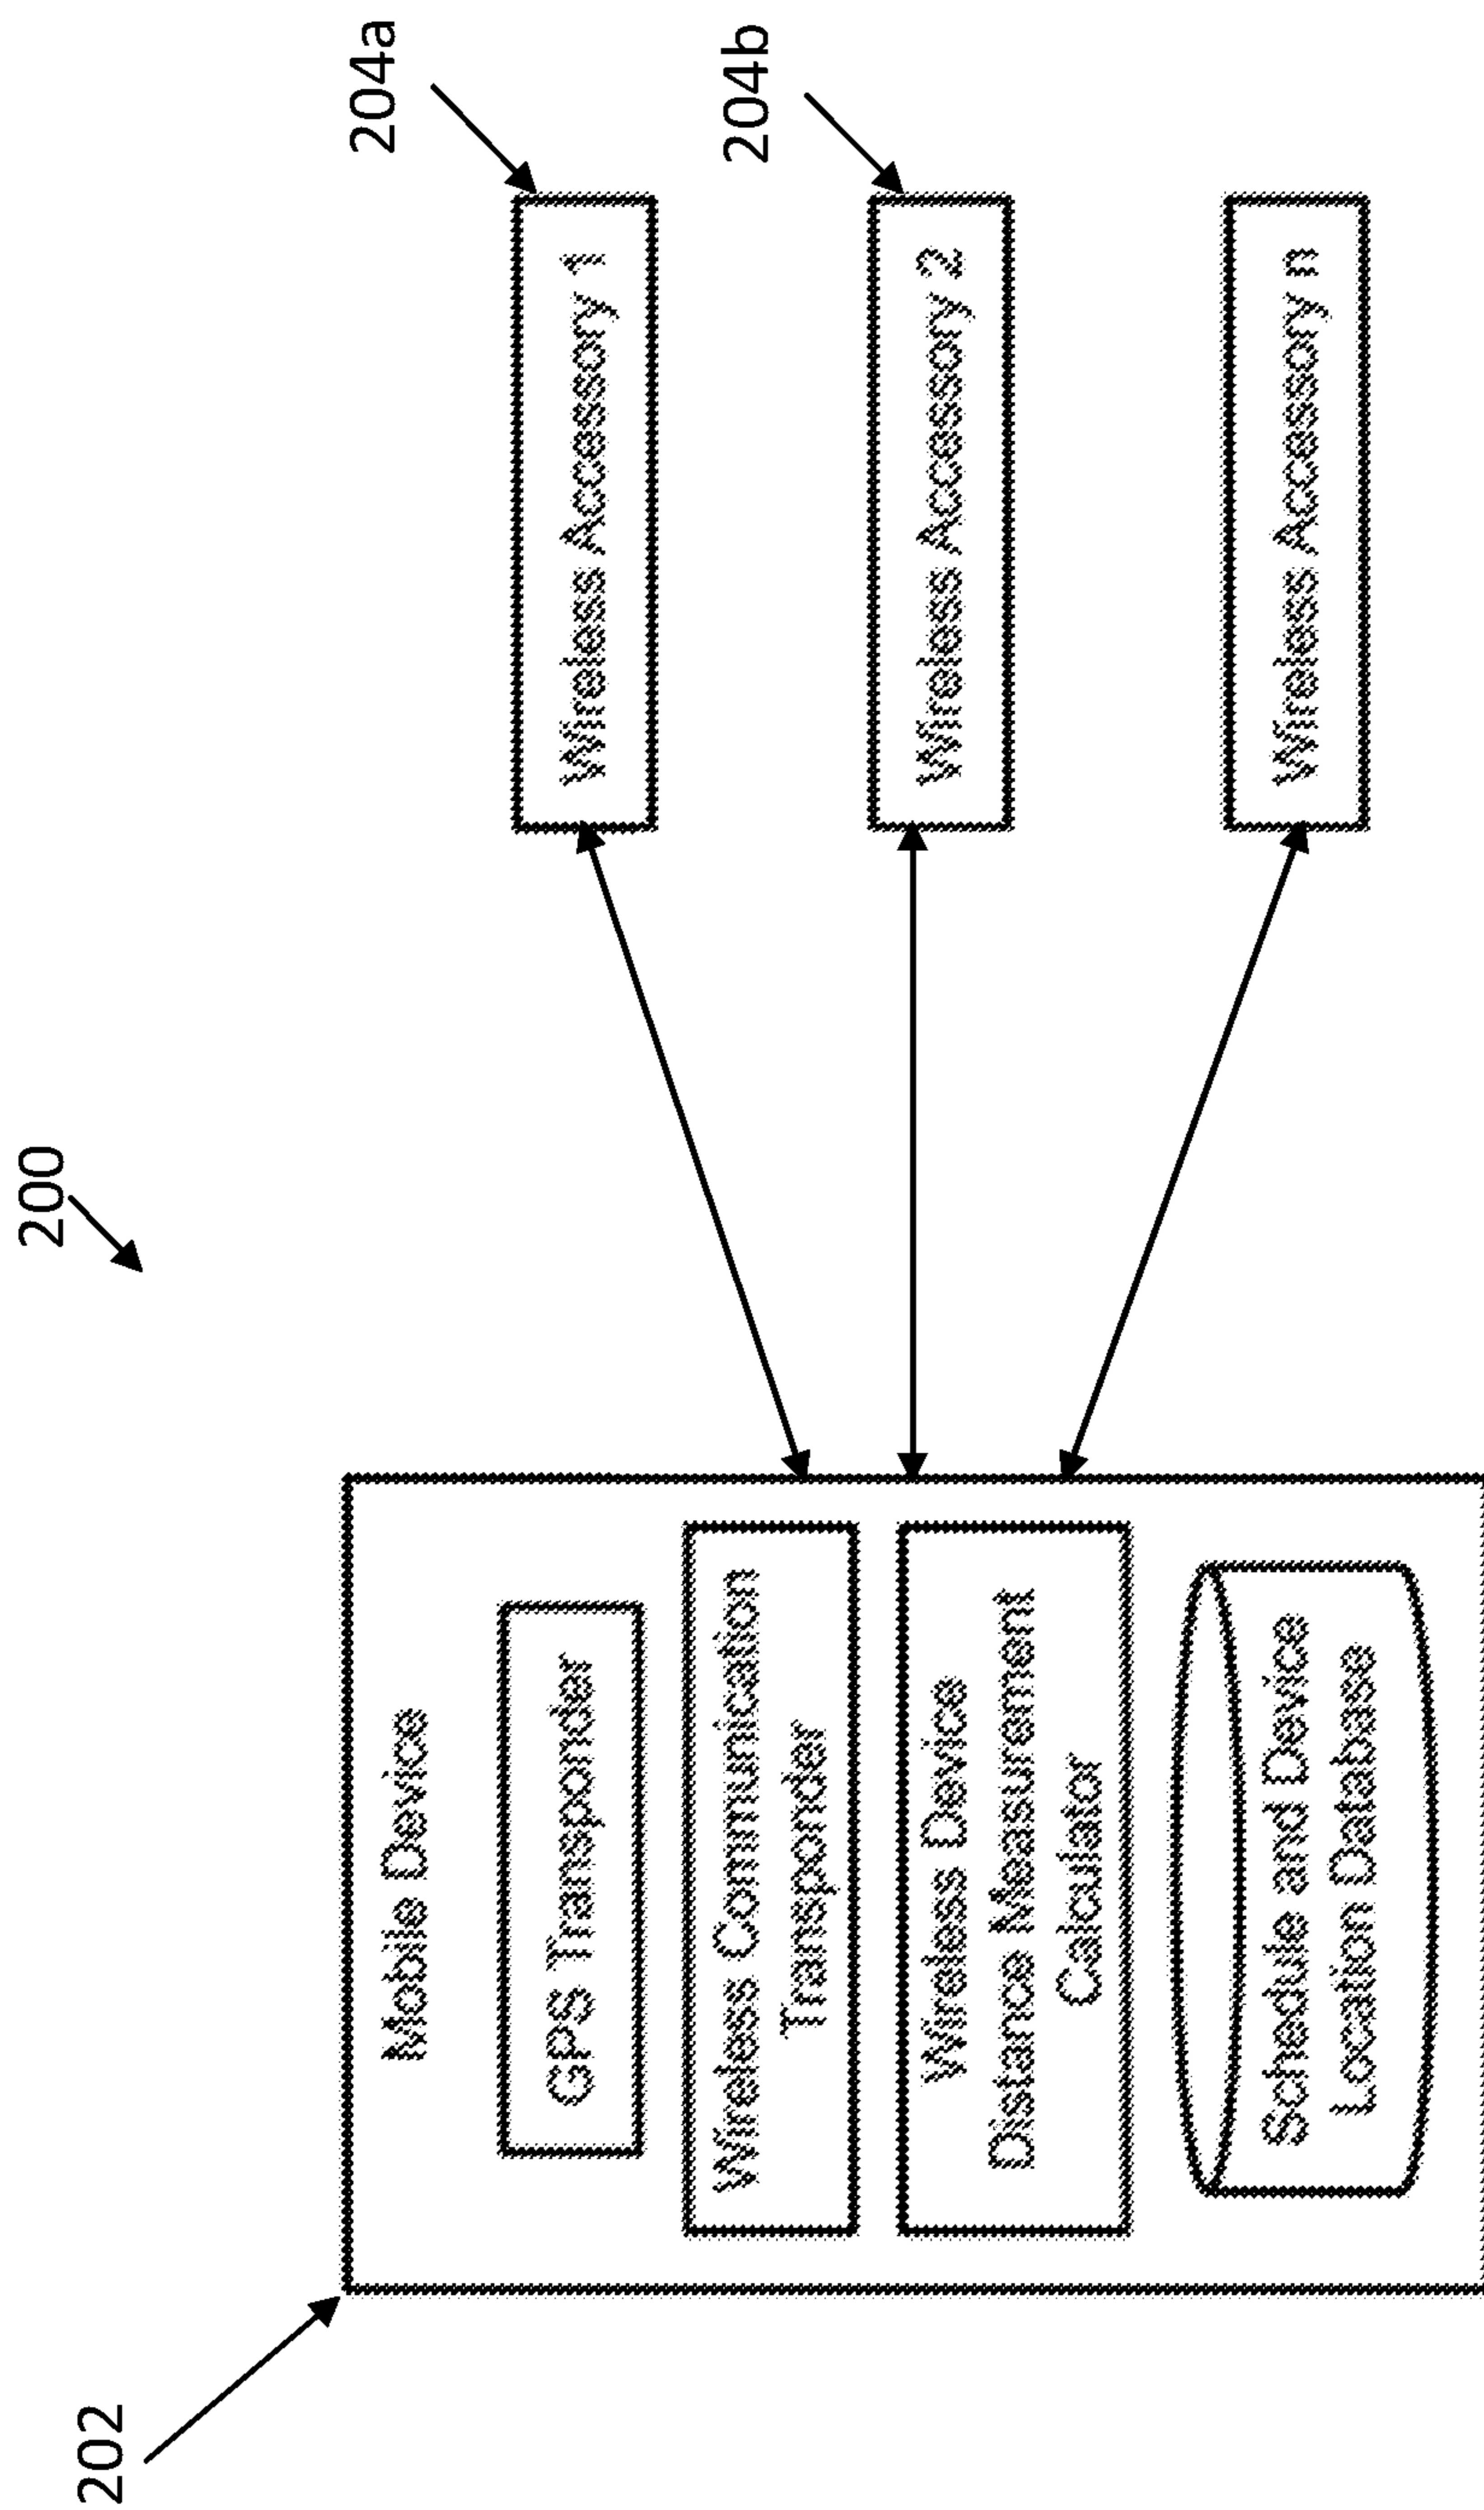 200
202
Mobile Device
GPS Transponder
Wireless Communication
Transponder
Wireless Device
Distance Measurement
Calculator
Schedule and Device
Location Database
204a
Wireless Accessory 1
204b
Wireless Accessory 2
Wireless Accessory n